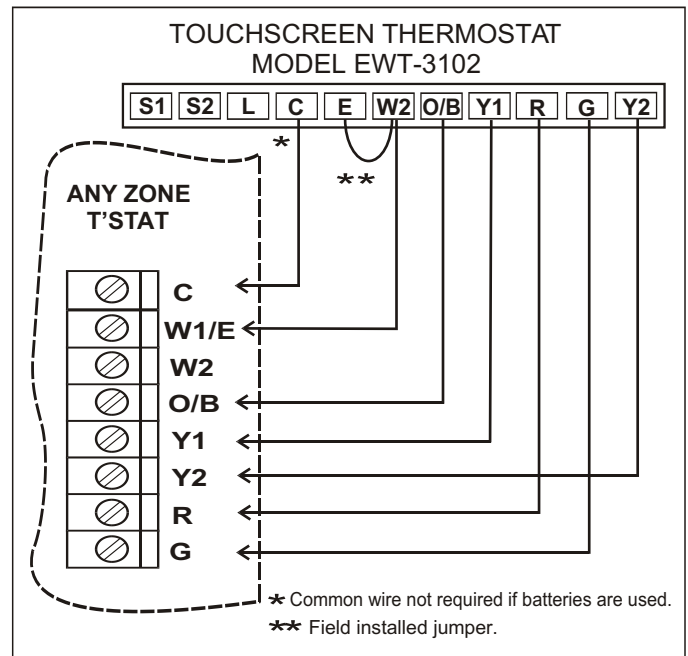 TOUCHSCREEN THERMOSTAT
MODEL EWT-3102
S1 S2 L C E W2 O/B Y1 R G Y2
*
**
ANY ZONE
T'STAT
C
W1/E
W2
O/B
Y1
Y2
R
G
* Common wire not required if batteries are used.
** Field installed jumper.